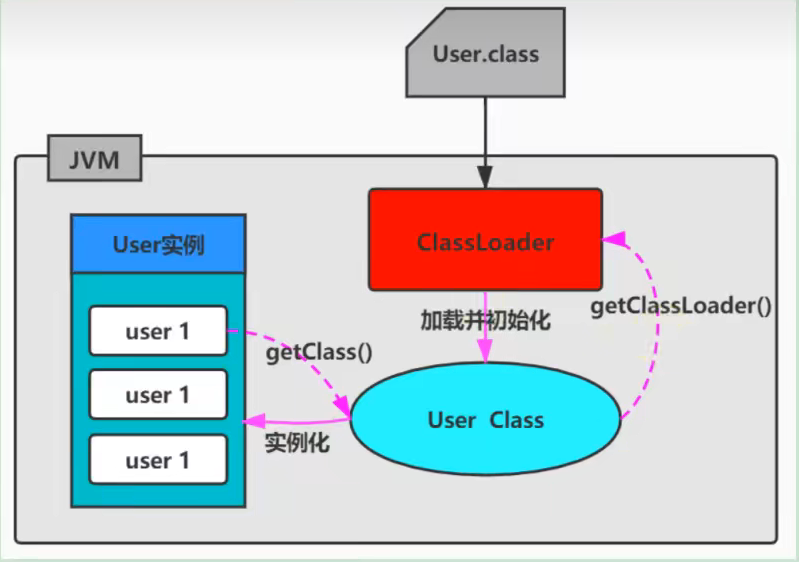 User.class
JVM
User实例
ClassLoader
加载并初始化
getClassLoader()
user 1
getClass()
user 1
User Class
实例化
user 1